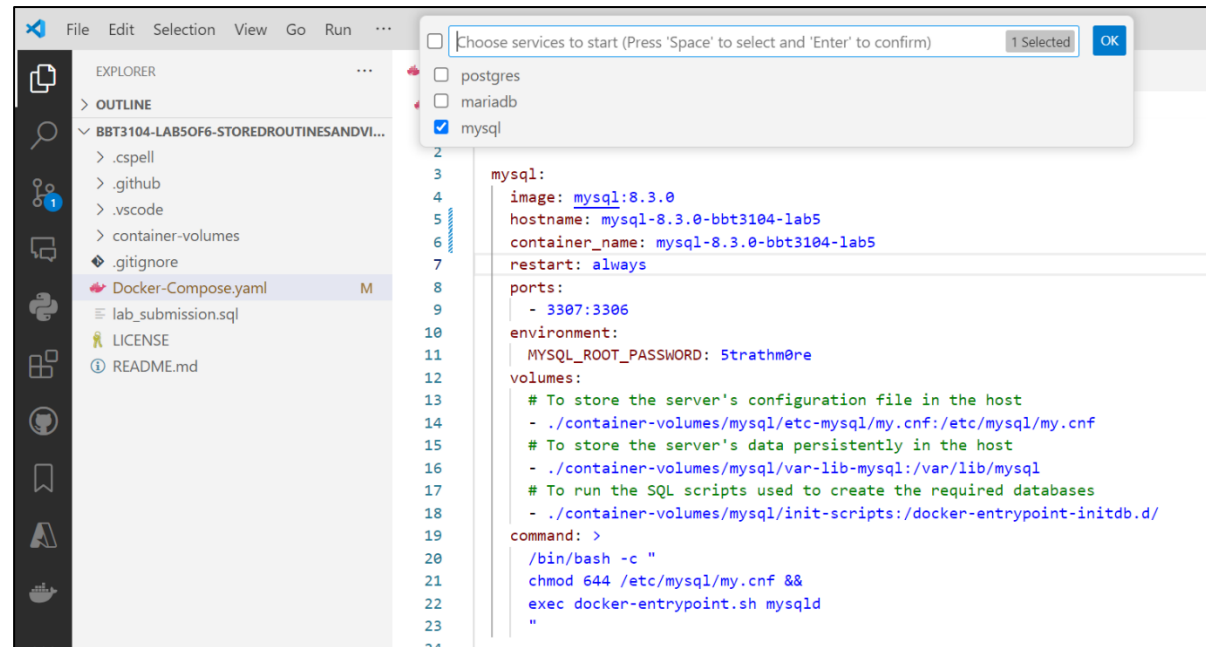 File Edit Selection View Go Run ...
Choose services to start (Press 'Space' to select and 'Enter' to confirm) 1 Selected OK
postgres
mariadb
mysql
EXPLORER ...
OUTLINE
BBT3104-LAB5OF6-STOREDROUTINESANDVI...
.cspell
.github
.vscode
container-volumes
.gitignore
Docker-Compose.yaml M
lab_submission.sql
LICENSE
README.md
1
2
3 mysql:
4 image: mysql:8.3.0
5 hostname: mysql-8.3.0-bbt3104-lab5
6 container_name: mysql-8.3.0-bbt3104-lab5
7 restart: always
8 ports:
9 - 3307:3306
10 environment:
11 MYSQL_ROOT_PASSWORD: 5trathm0re
12 volumes:
13 # To store the server's configuration file in the host
14 - ./container-volumes/mysql/etc-mysql/my.cnf:/etc/mysql/my.cnf
15 # To store the server's data persistently in the host
16 - ./container-volumes/mysql/var-lib-mysql:/var/lib/mysql
17 # To run the SQL scripts used to create the required databases
18 - ./container-volumes/mysql/init-scripts:/docker-entrypoint-initdb.d/
19 command: >
20 /bin/bash -c "
21 chmod 644 /etc/mysql/my.cnf &&
22 exec docker-entrypoint.sh mysqld
23 "